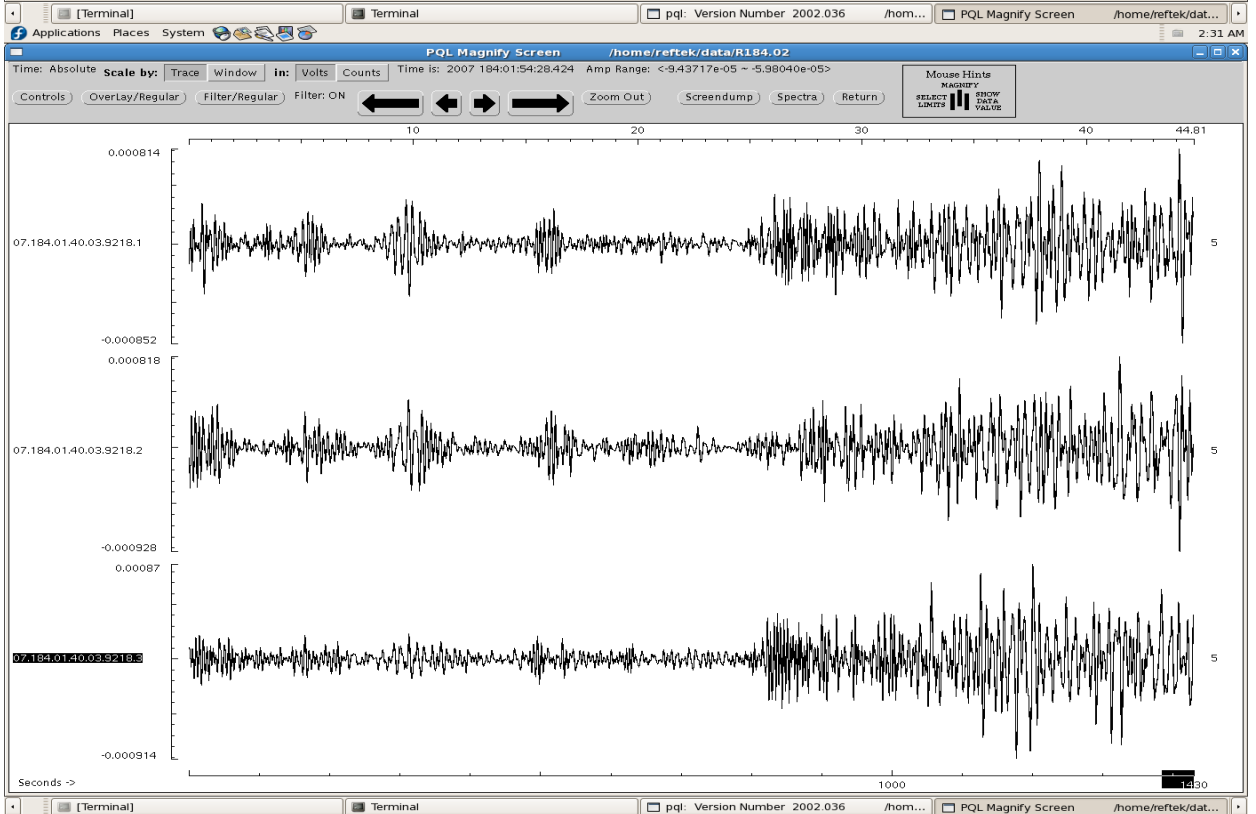 [Terminal] Terminal pql: Version Number 2002.036 /hom... PQL Magnify Screen /home/reftek/dat...
Applications Places System 2:31 AM
PQL Magnify Screen /home/reftek/data/R184.02
Time: Absolute Scale by: Trace Window in: Volts Counts Time is: 2007 184:01:54:28.424 Amp Range: <-9.43717e-05 ~ -5.98040e-05>
Mouse Hints
MAGNIFY
SELECT LIMITS SHOW DATA VALUE
Controls OverLay/Regular Filter/Regular Filter: ON Zoom Out Screendump Spectra Return
10 20 30 40 44.81
0.000814
07.184.01.40.03.9218.1 5
-0.000852
0.000818
07.184.01.40.03.9218.2 5
-0.000928
0.00087
07.184.01.40.03.9218.3 5
-0.000914
Seconds -> 1000 1430
[Terminal] Terminal pql: Version Number 2002.036 /hom... PQL Magnify Screen /home/reftek/dat...